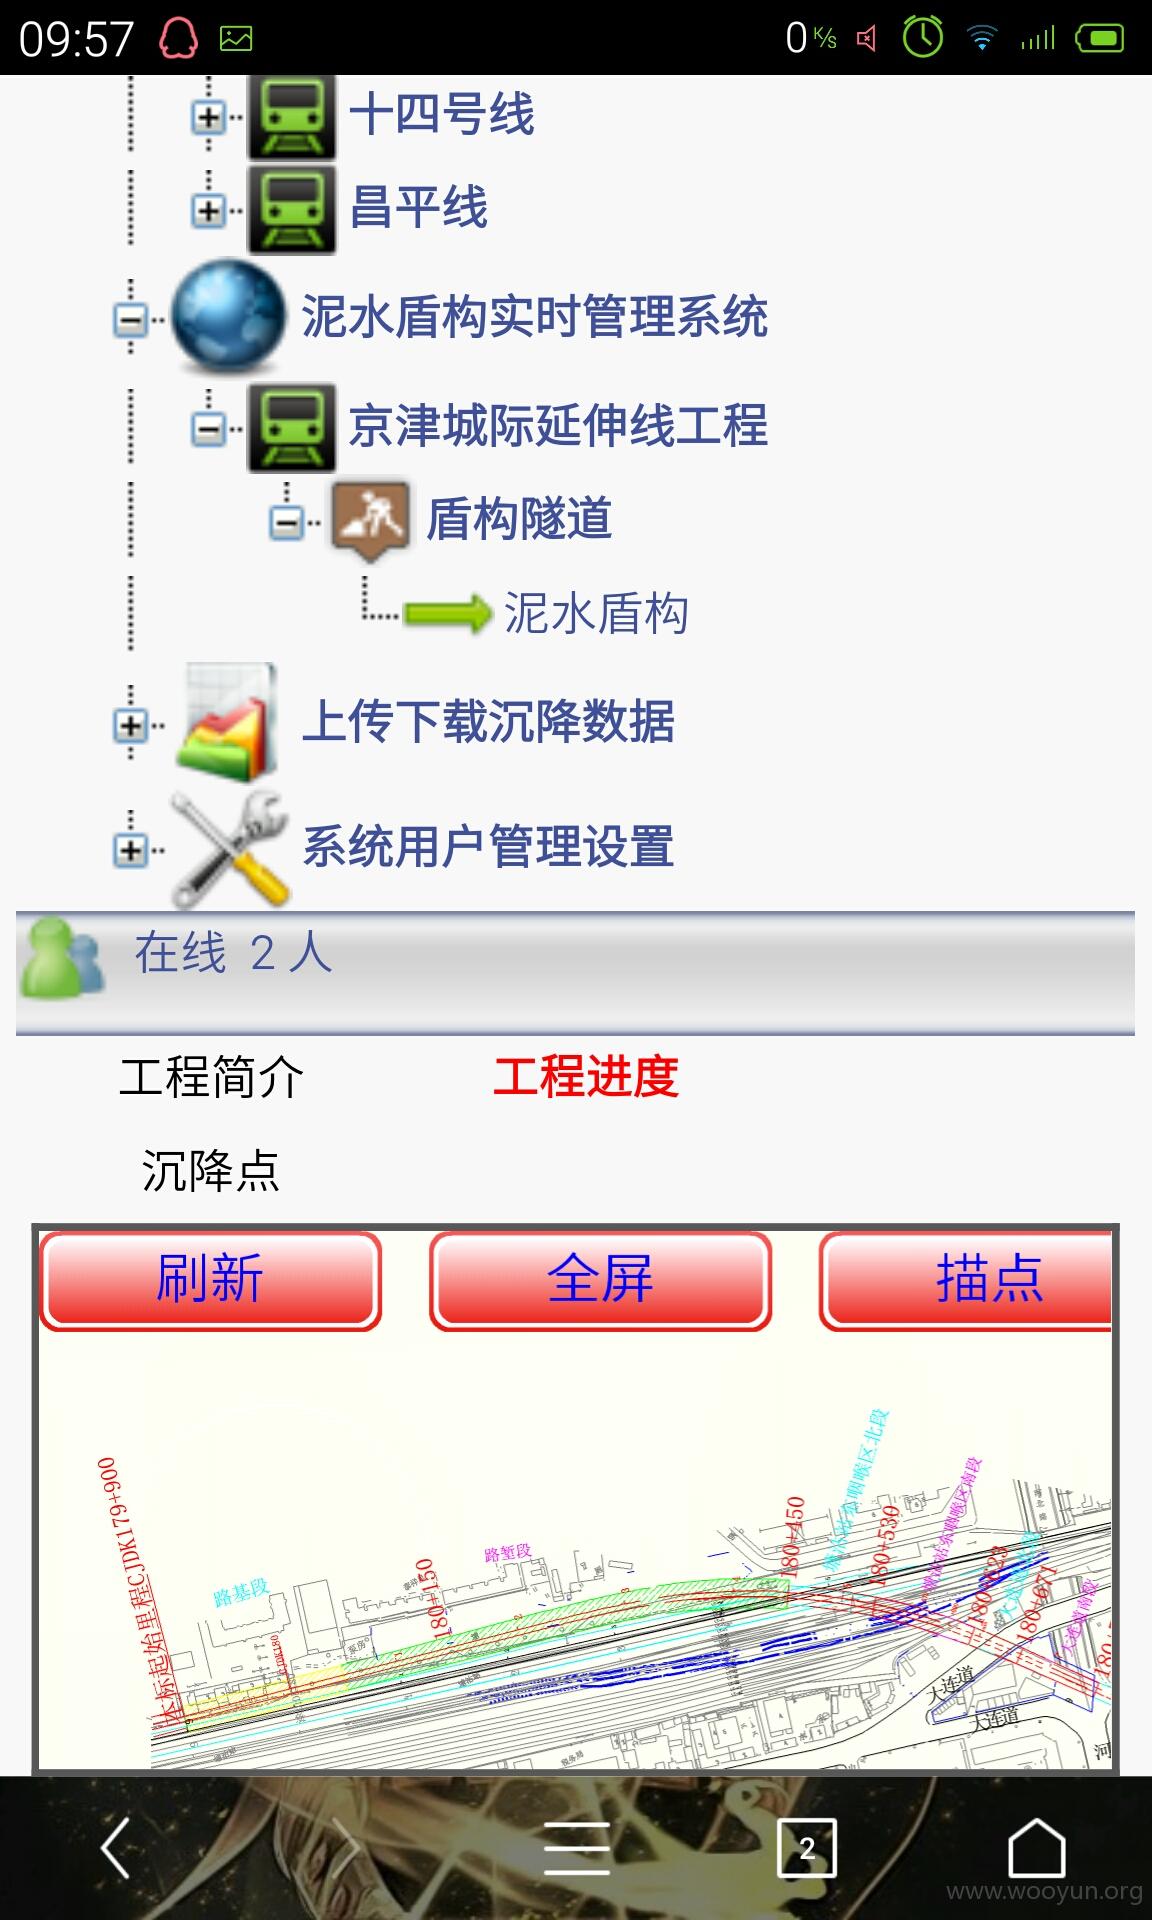 09:57
0 K/s
十四号线
昌平线
泥水盾构实时管理系统
京津城际延伸线工程
盾构隧道
泥水盾构
上传下载沉降数据
系统用户管理设置
在线 2 人
工程简介 工程进度
沉降点
刷新 全屏 描点
本标起始里程CJDK179+900
路基段
180+150
路堑段
180+450
180+530
180+671
大连道
大连道
河
2
www.wooyun.org